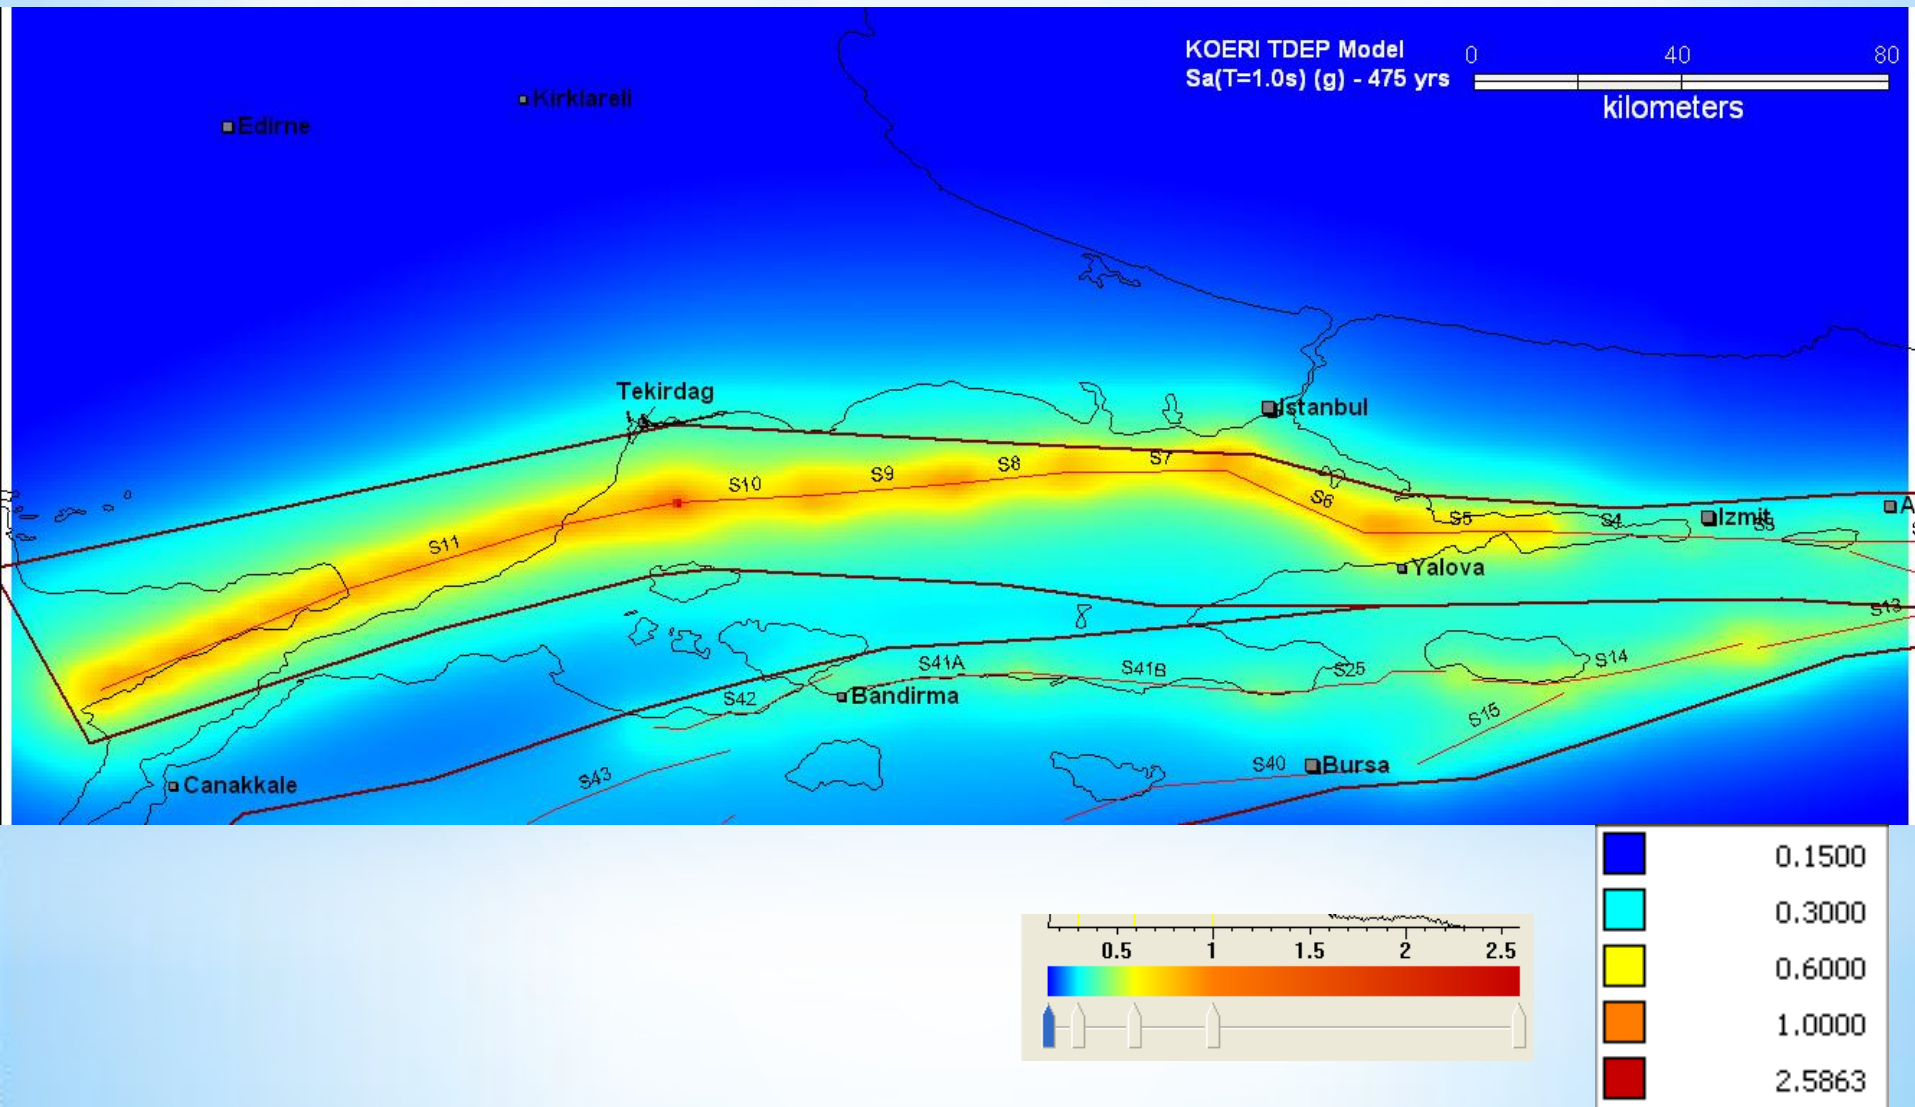 KOERI TDEP Model
Sa(T=1.0s) (g) - 475 yrs
0 40 80
kilometers
Kirklareli
Edirne
Tekirdag
Istanbul
S7
S8
S9
S10
S6
S11
S5
S4
Izmit
S3
A
Yalova
S13
S41A
S41B
S25
S14
S42
Bandirma
S15
S43
S40
Bursa
Canakkale
0.5 1 1.5 2 2.5
0.1500
0.3000
0.6000
1.0000
2.5863